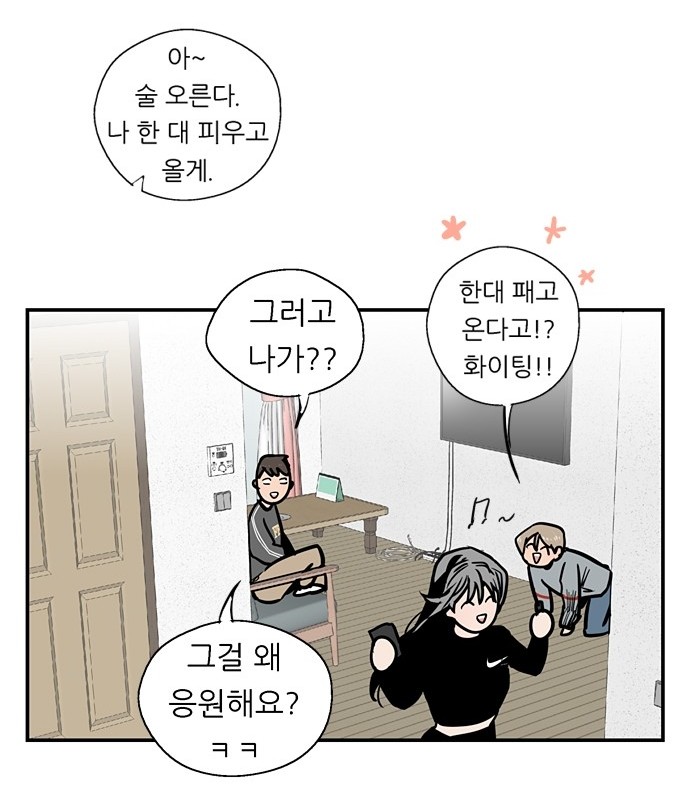 아~
술 오른다.
나 한 대 피우고
올게.
그러고
나가??
한대 패고
온다고!?
화이팅!!
그걸 왜
응원해요?
ㅋㅋ